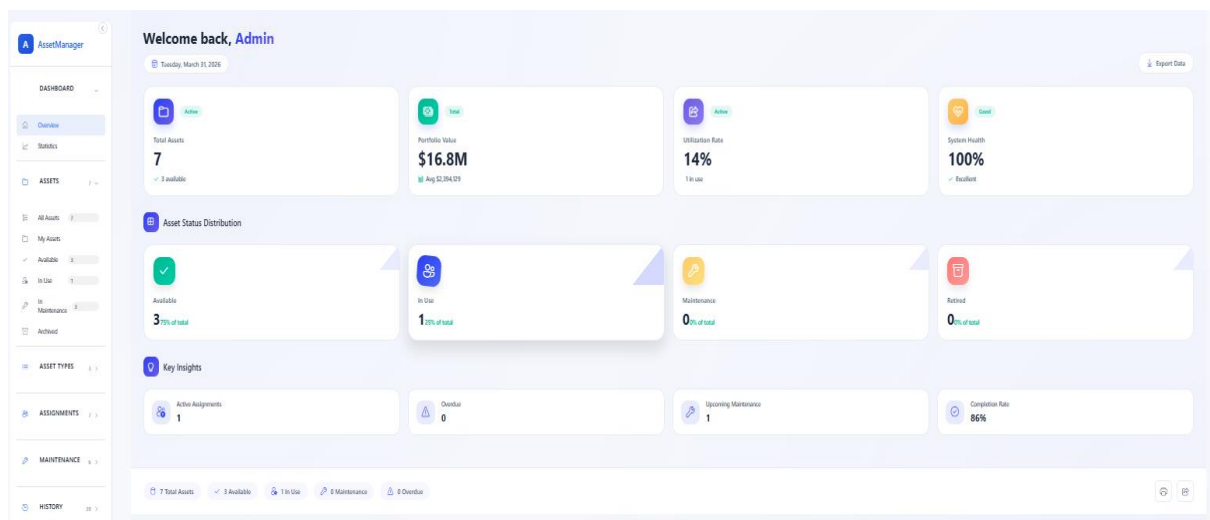 A AssetManager
DASHBOARD
Overview
Statistics
ASSETS 7
All Assets 7
My Assets
Available 3
In Use 1
In
Maintenance 3
Archived
ASSET TYPES
ASSIGNMENTS
MAINTENANCE
HISTORY
Welcome back, Admin
Tuesday, March 31, 2026
Export Data
Active
Total Assets
7
3 available
Total
Portfolio Value
$16.8M
Avg $2,394,129
Active
Utilization Rate
14%
1 In use
Good
System Health
100%
Excellent
Asset Status Distribution
Available
3 75% of total
In Use
1 25% of total
Maintenance
0 0% of total
Retired
0 0% of total
Key Insights
Active Assignments
1
Overdue
0
Upcoming Maintenance
1
Completion Rate
86%
7 Total Assets 3 Available 1 In Use 0 Maintenance 0 Overdue